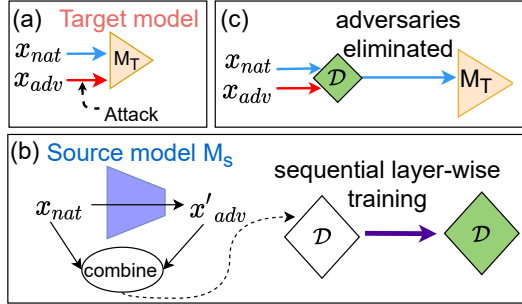 (a) Target model
x_nat
x_adv
M_T
Attack
(c) adversaries
eliminated
x_nat
x_adv
𝒟
M_T
(b) Source model M_s
x_nat
x'_adv
combine
sequential layer-wise
training
𝒟
𝒟